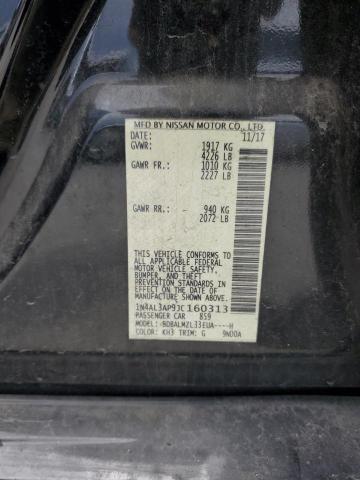 MFD BY NISSAN MOTOR CO., LTD.
DATE: 11/17
GVWR: 1917 KG
4226 LB
GAWR FR.: 1010 KG
2227 LB
GAWR RR.: 940 KG
2072 LB
THIS VEHICLE CONFORMS TO ALL
APPLICABLE FEDERAL
MOTOR VEHICLE SAFETY,
BUMPER, AND THEFT PREVENTION
STANDARDS IN EFFECT ON THE
DATE OF MANUFACTURE SHOWN
ABOVE.
1N4AL3AP9JC160313
PASSENGER CAR 859
MODEL: BDBALMZL33EUA----H
COLOR: KH3 TRIM: G 9N00A